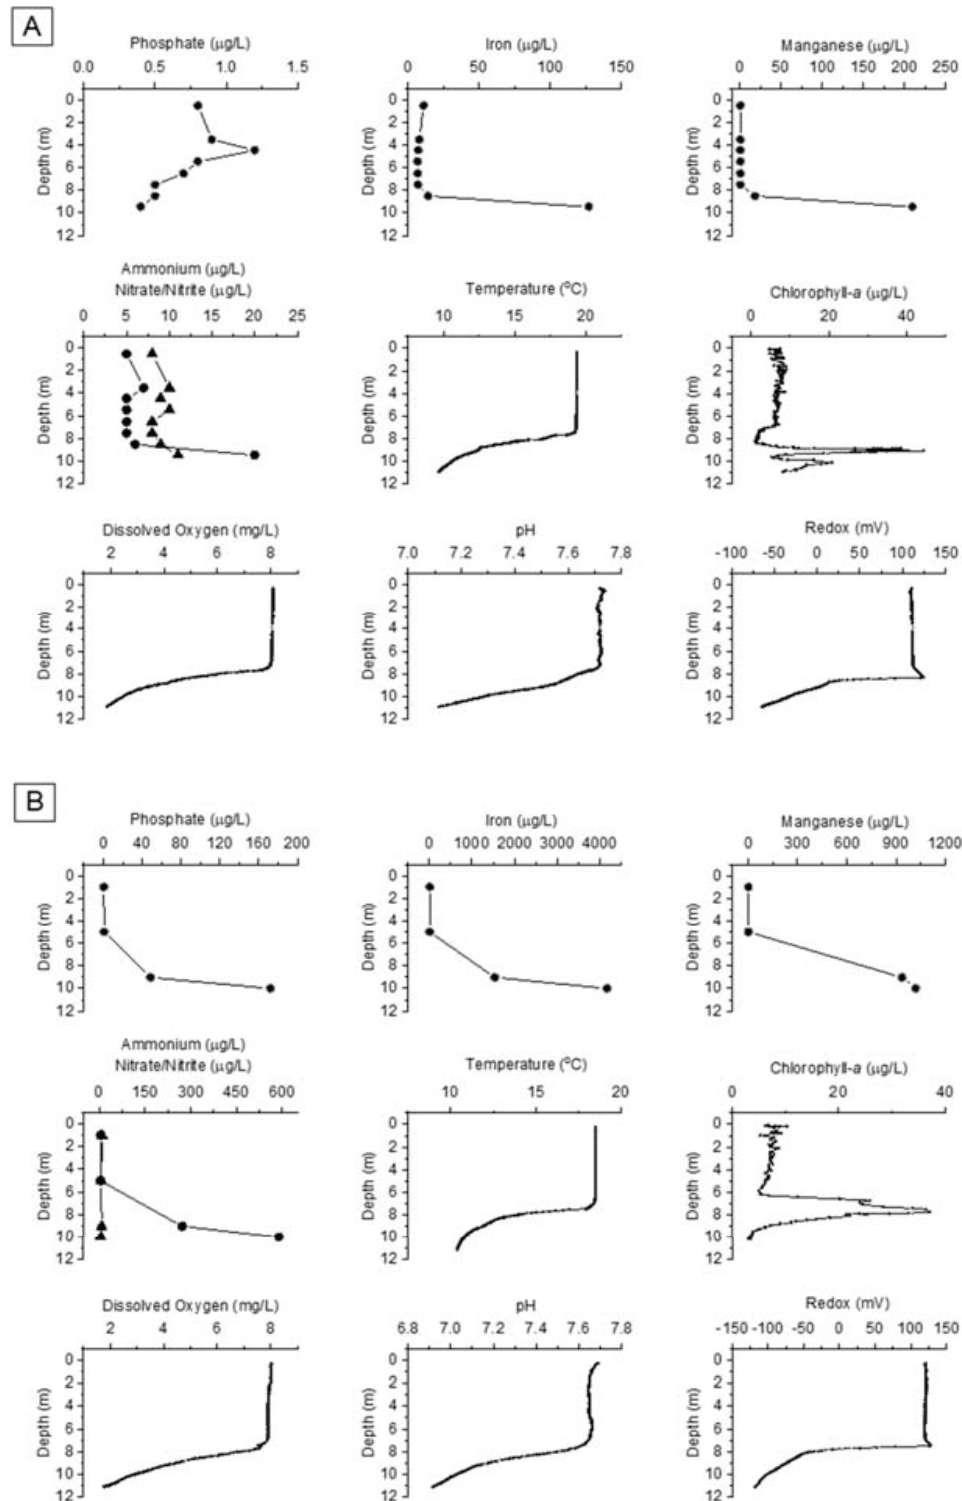 A
Phosphate (µg/L)
0.0 0.5 1.0 1.5
Depth (m)
0
2
4
6
8
10
12
Iron (µg/L)
0 50 100 150
Depth (m)
0
2
4
6
8
10
12
Manganese (µg/L)
0 50 100 150 200 250
Depth (m)
0
2
4
6
8
10
12
Ammonium (µg/L)
Nitrate/Nitrite (µg/L)
0 5 10 15 20 25
Depth (m)
0
2
4
6
8
10
12
Temperature (°C)
10 15 20
Depth (m)
0
2
4
6
8
10
12
Chlorophyll-a (µg/L)
0 20 40
Depth (m)
0
2
4
6
8
10
12
Dissolved Oxygen (mg/L)
2 4 6 8
Depth (m)
0
2
4
6
8
10
12
pH
7.0 7.2 7.4 7.6 7.8
Depth (m)
0
2
4
6
8
10
12
Redox (mV)
-100 -50 0 50 100 150
Depth (m)
0
2
4
6
8
10
12
B
Phosphate (µg/L)
0 40 80 120 160 200
Depth (m)
0
2
4
6
8
10
12
Iron (µg/L)
0 1000 2000 3000 4000
Depth (m)
0
2
4
6
8
10
12
Manganese (µg/L)
0 300 600 900 1200
Depth (m)
0
2
4
6
8
10
12
Ammonium (µg/L)
Nitrate/Nitrite (µg/L)
0 150 300 450 600
Depth (m)
0
2
4
6
8
10
12
Temperature (°C)
10 15 20
Depth (m)
0
2
4
6
8
10
12
Chlorophyll-a (µg/L)
0 20 40
Depth (m)
0
2
4
6
8
10
12
Dissolved Oxygen (mg/L)
2 4 6 8
Depth (m)
0
2
4
6
8
10
12
pH
6.8 7.0 7.2 7.4 7.6 7.8
Depth (m)
0
2
4
6
8
10
12
Redox (mV)
-150 -100 -50 0 50 100 150
Depth (m)
0
2
4
6
8
10
12